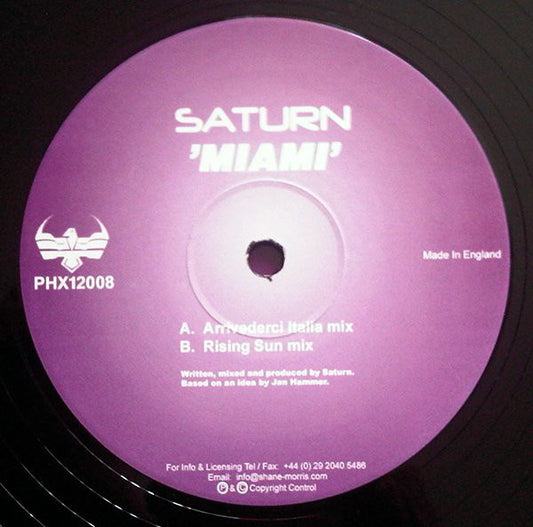 SATURN
'MIAMI'
PHX12008
Made In England
A. Arrivederci Italia mix
B. Rising Sun mix
Written, mixed and produced by Saturn.
Based on an idea by Jan Hammer.
For Info & Licensing Tel / Fax: +44 (0) 29 2040 5486
Email: info@shane-morris.com
Ⓟ & © Copyright Control